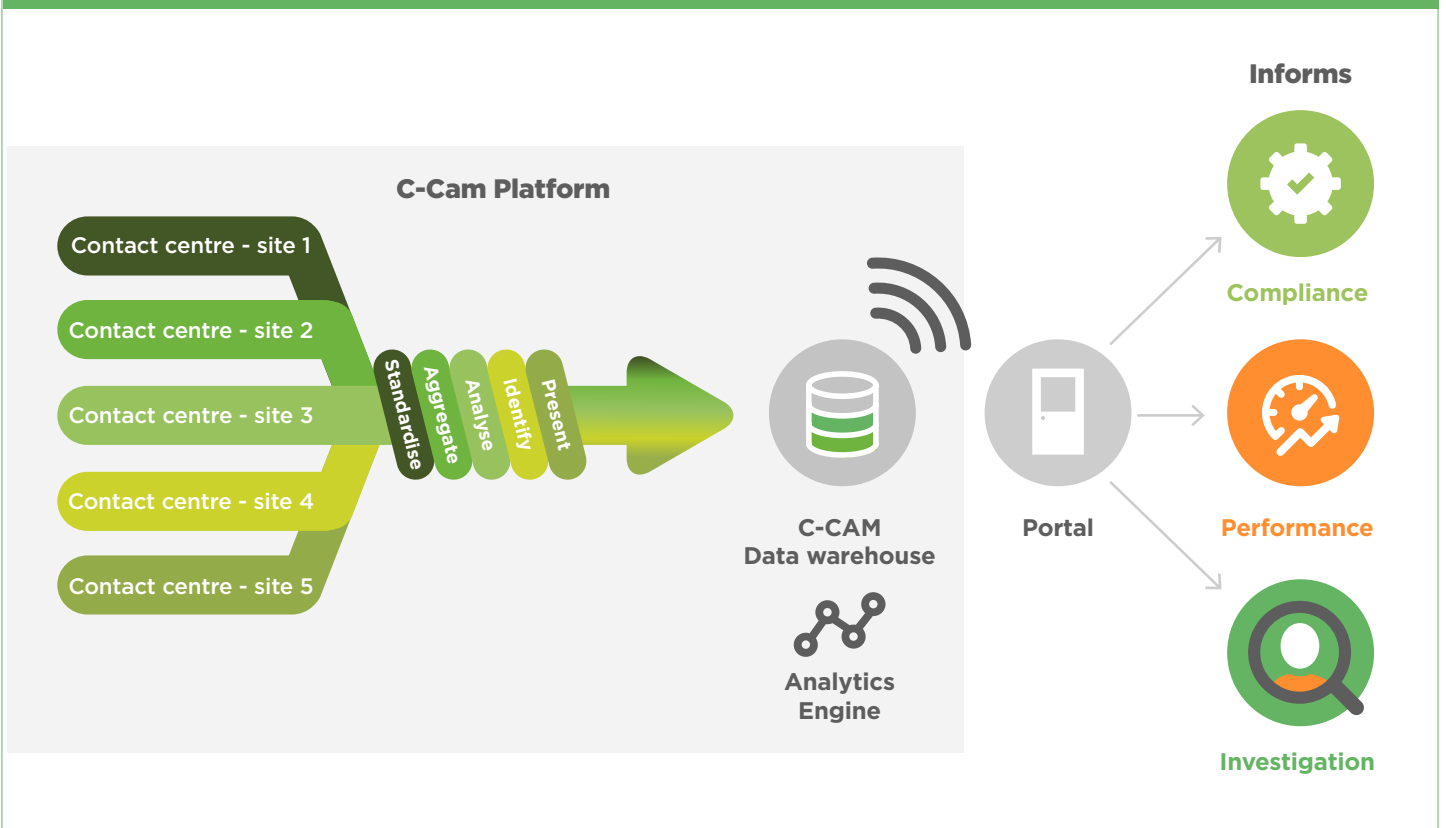 Informs
C-Cam Platform
Contact centre - site 1
Contact centre - site 2
Contact centre - site 3
Contact centre - site 4
Contact centre - site 5
Standardise
Aggregate
Analyse
Identify
Present
C-CAM
Data warehouse
Analytics
Engine
Portal
Compliance
Performance
Investigation